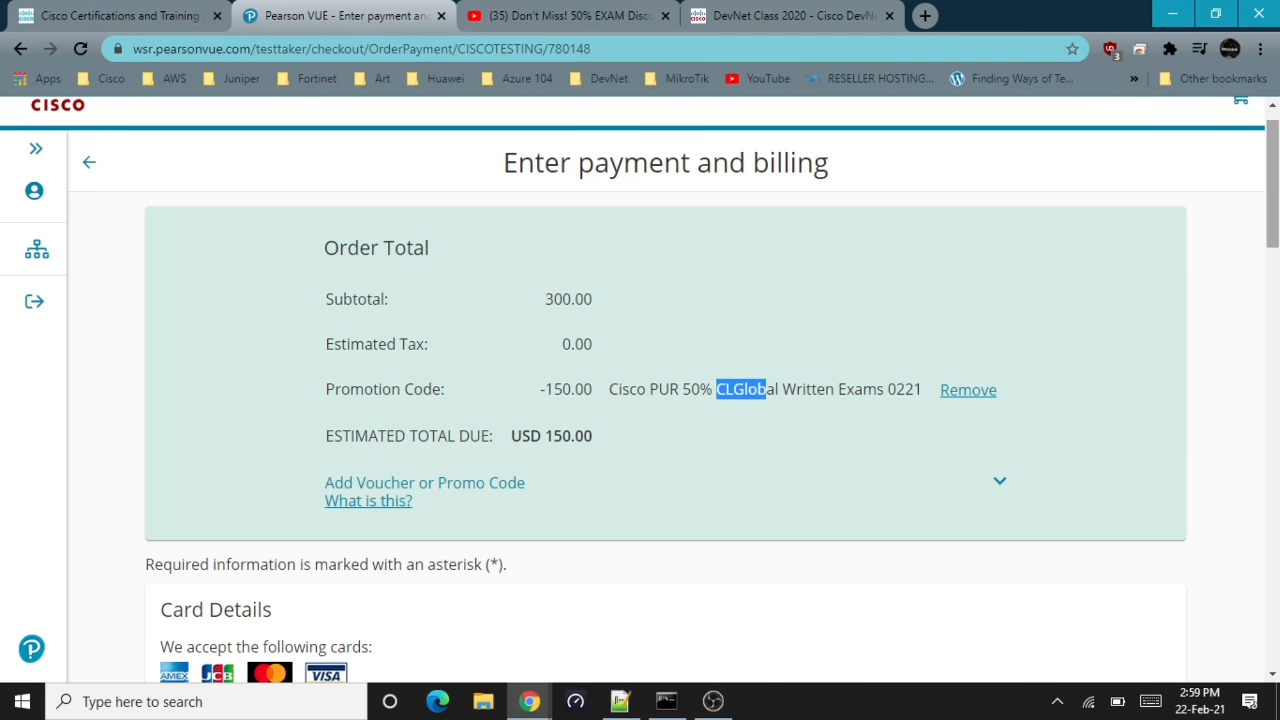 Cisco Certifications and Training
Pearson VUE - Enter payment and
(35) Don't Miss! 50% EXAM Disc
DevNet Class 2020 - Cisco DevNe
wsr.pearsonvue.com/testtaker/checkout/OrderPayment/CISCOTESTING/780148
3
Apps
Cisco
AWS
Juniper
Fortinet
Art
Huawei
Azure 104
DevNet
MikroTik
YouTube
RESELLER HOSTING...
Finding Ways of Te...
»
Other bookmarks
CISCO
Enter payment and billing
Order Total
Subtotal: 300.00
Estimated Tax: 0.00
Promotion Code: -150.00 Cisco PUR 50% CLGlobal Written Exams 0221 Remove
ESTIMATED TOTAL DUE: USD 150.00
Add Voucher or Promo Code
What is this?
Required information is marked with an asterisk (*).
Card Details
We accept the following cards:
AMEX JCB VISA
Type here to search
2:59 PM
22-Feb-21